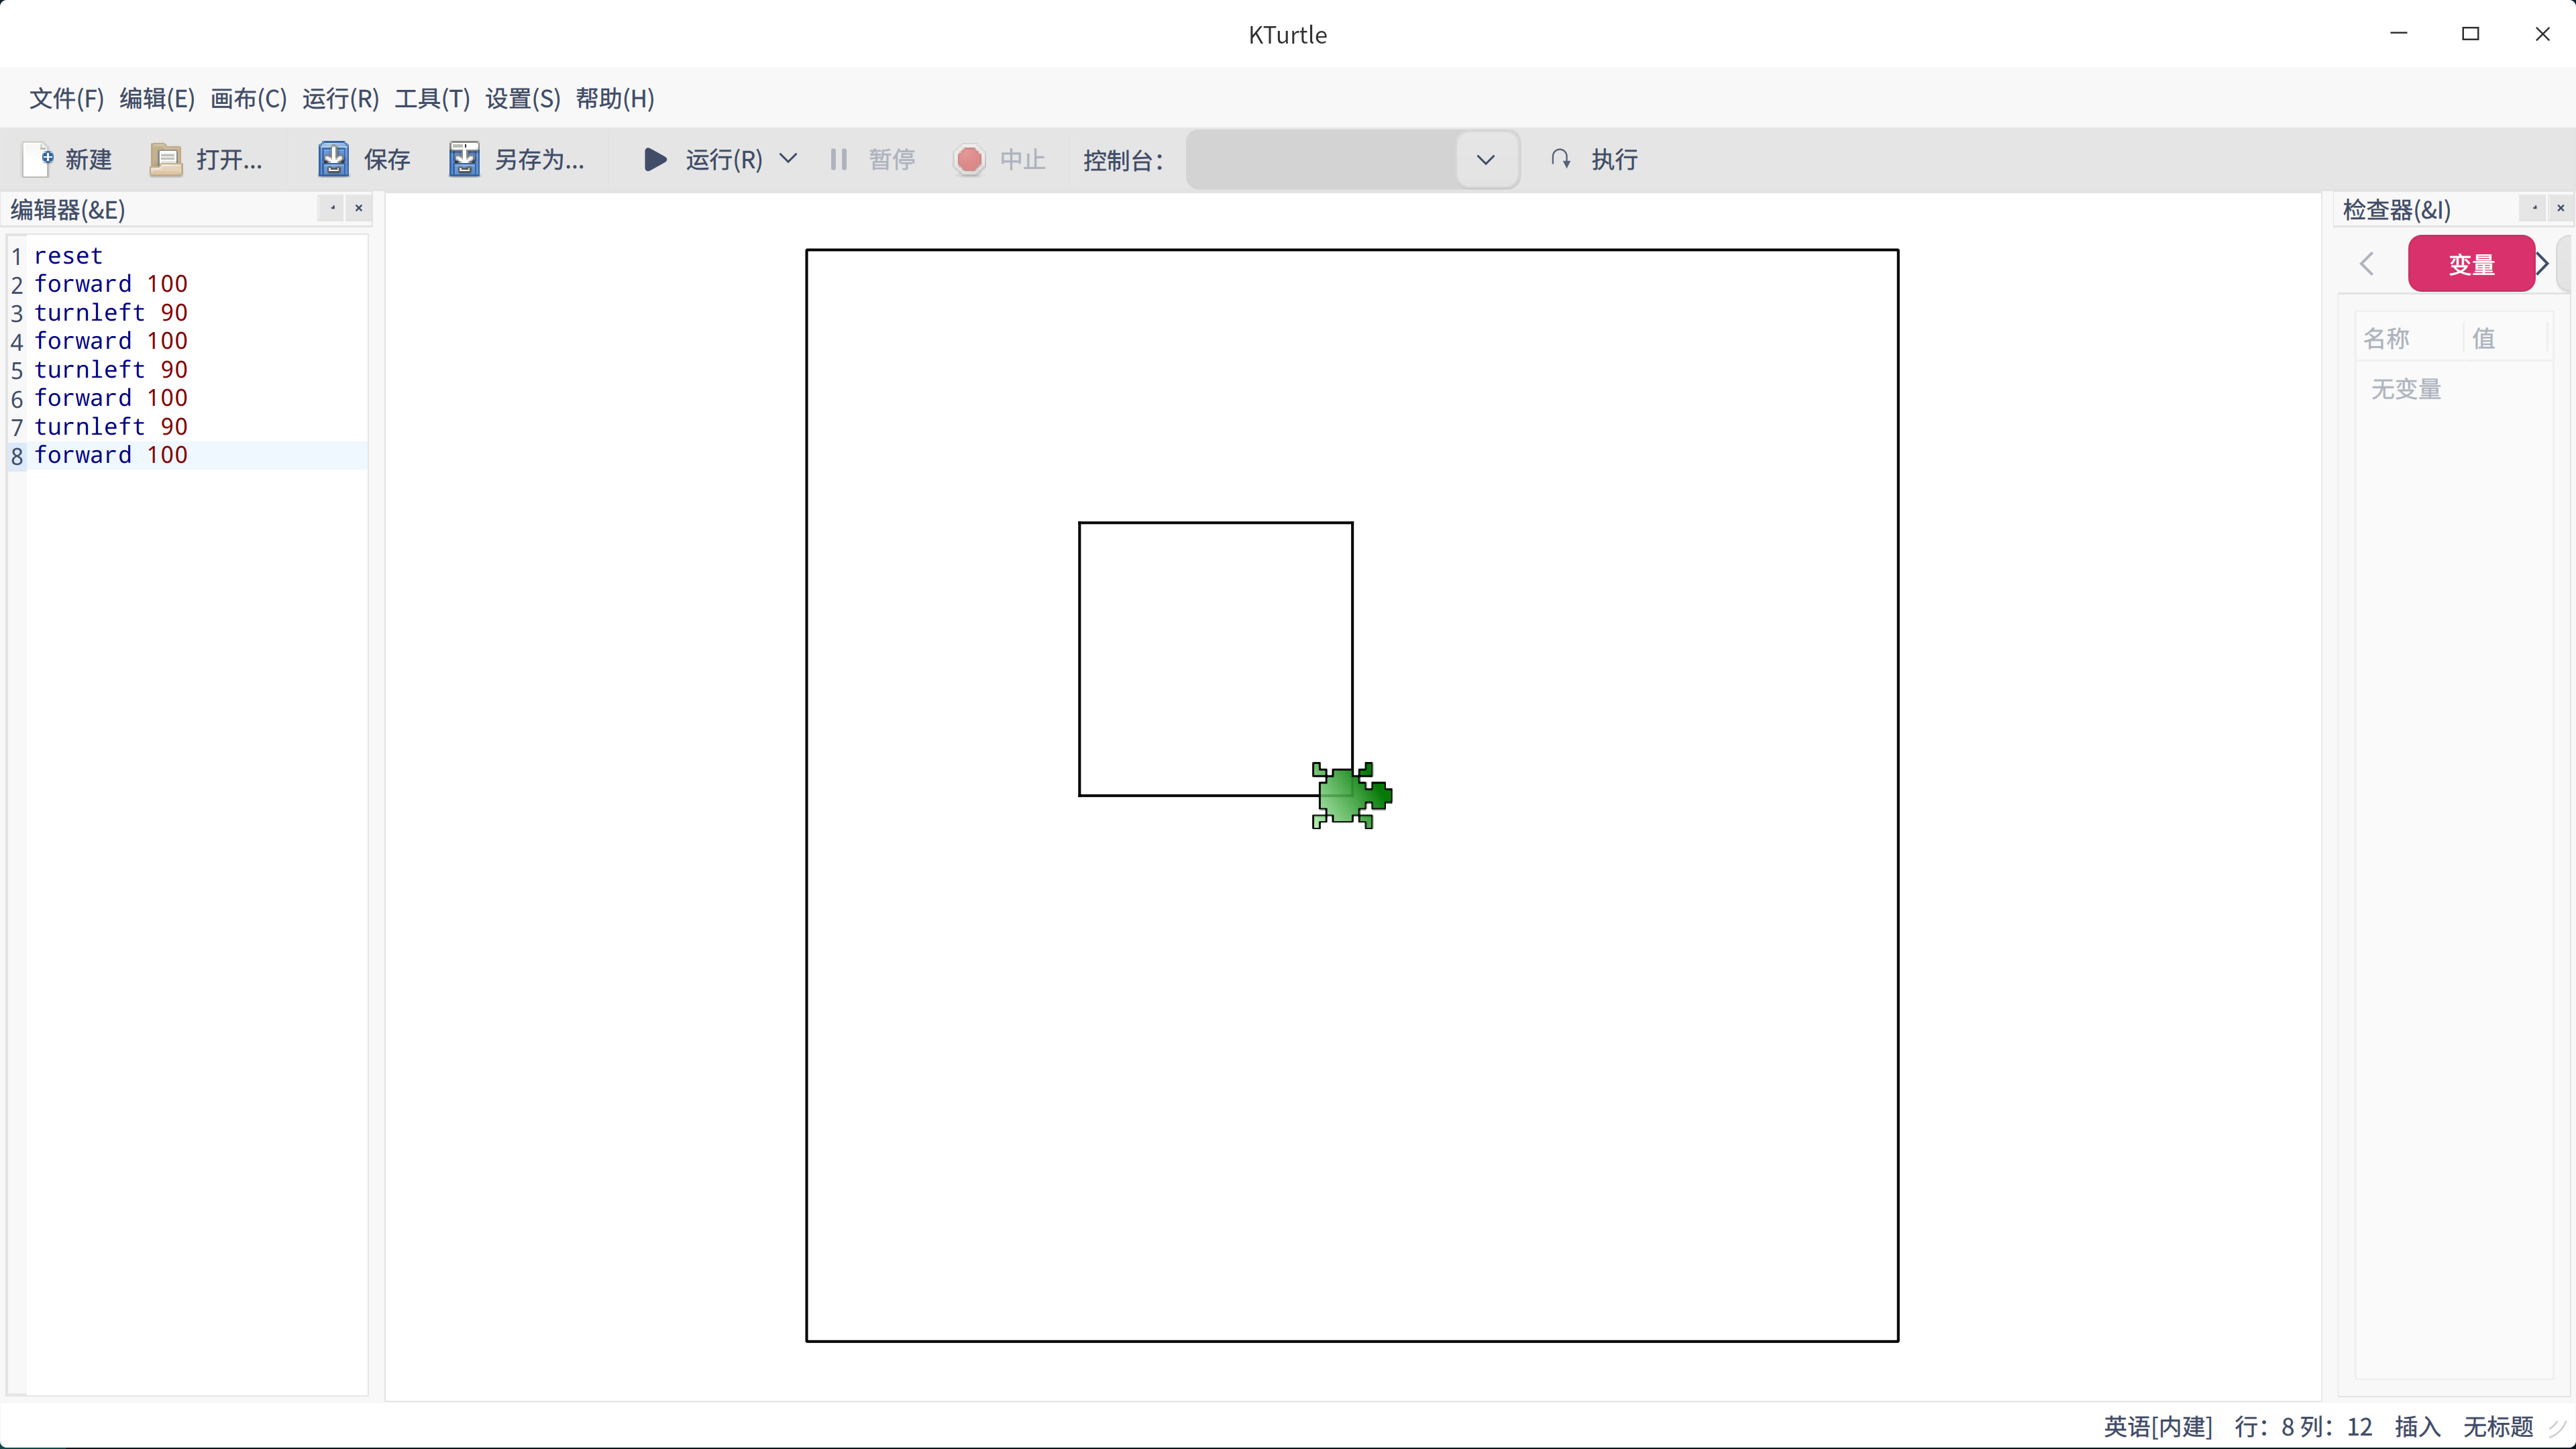 KTurtle
文件(F) 编辑(E) 画布(C) 运行(R) 工具(T) 设置(S) 帮助(H)
新建 打开... 保存 另存为... 运行(R) 暂停 中止 控制台： 执行
编辑器(&E)
1 reset
2 forward 100
3 turnleft 90
4 forward 100
5 turnleft 90
6 forward 100
7 turnleft 90
8 forward 100
检查器(&I)
变量
名称 值
无变量
英语[内建] 行：8 列：12 插入 无标题